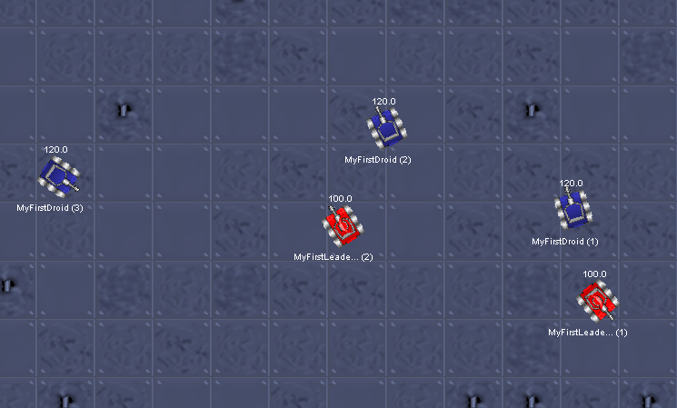 120.0
MyFirstDroid (2)
120.0
MyFirstDroid (3)
120.0
MyFirstDroid (1)
100.0
MyFirstLeade... (2)
100.0
MyFirstLeade... (1)